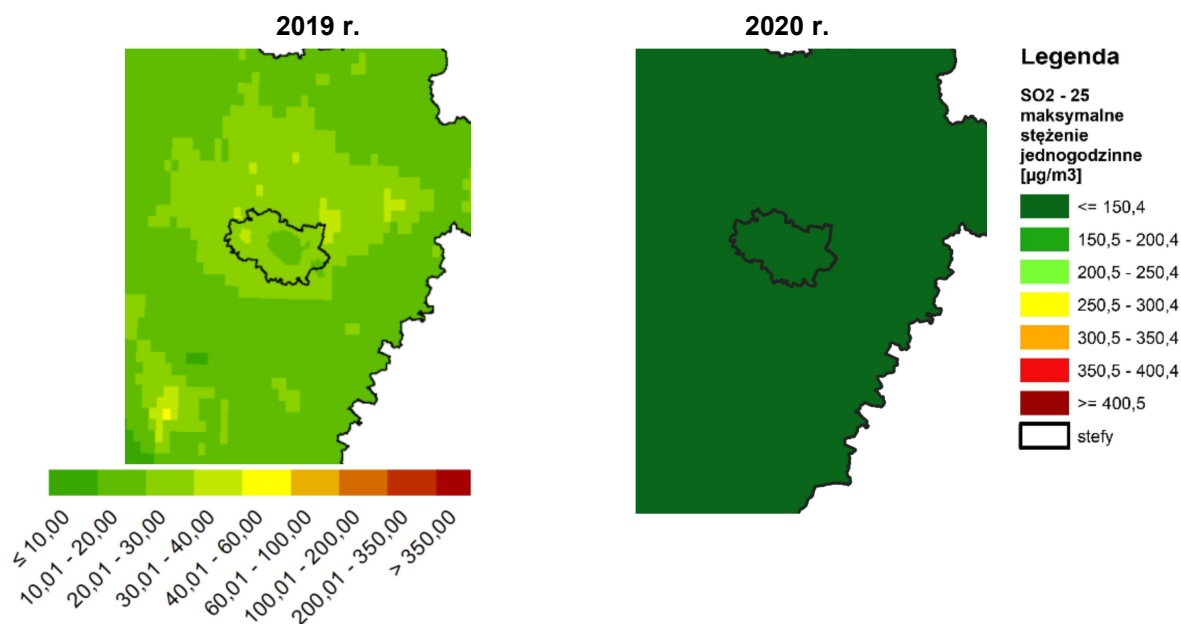 2019 r.
2020 r.
Legenda
SO2 - 25
maksymalne
stężenie
jednogodzinne
[µg/m3]
<= 150,4
150,5 - 200,4
200,5 - 250,4
250,5 - 300,4
300,5 - 350,4
350,5 - 400,4
>= 400,5
stefy
≤ 10,00
10,01 - 20,00
20,01 - 30,00
30,01 - 40,00
40,01 - 60,00
60,01 - 100,00
100,01 - 200,00
200,01 - 350,00
> 350,00